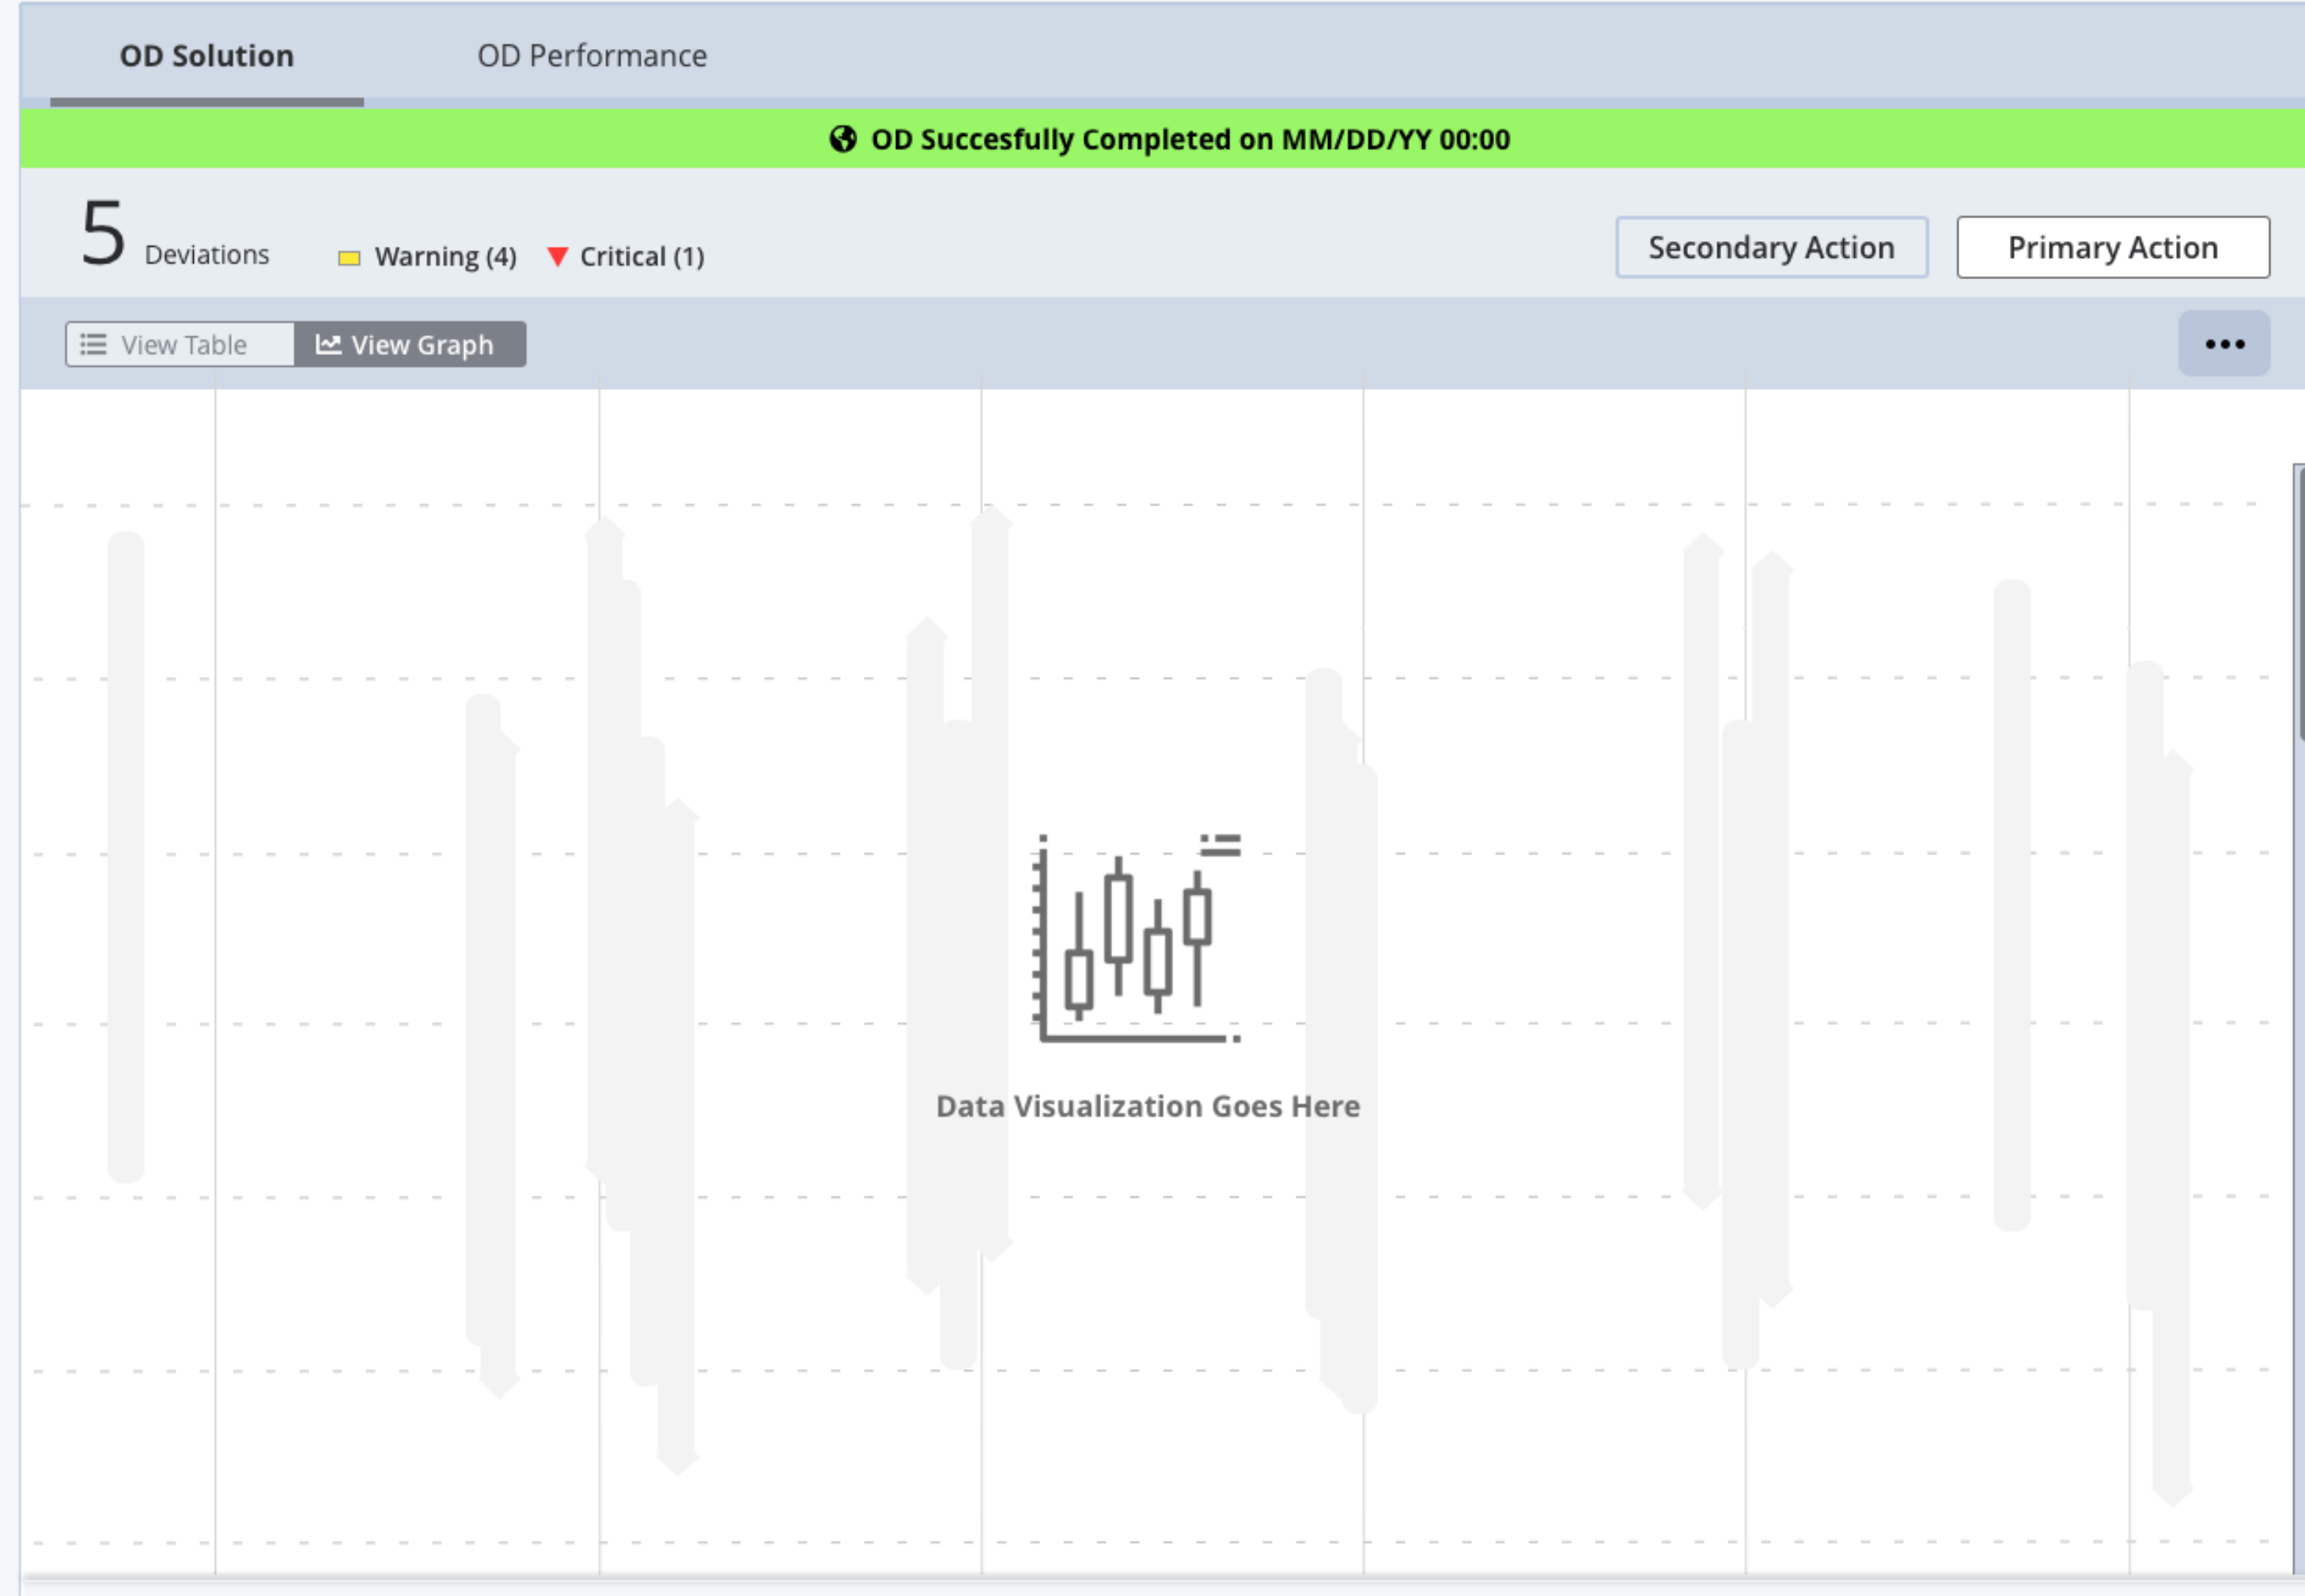 OD Solution OD Performance
OD Succesfully Completed on MM/DD/YY 00:00
5 Deviations Warning (4) Critical (1) Secondary Action Primary Action
View Table View Graph
Data Visualization Goes Here